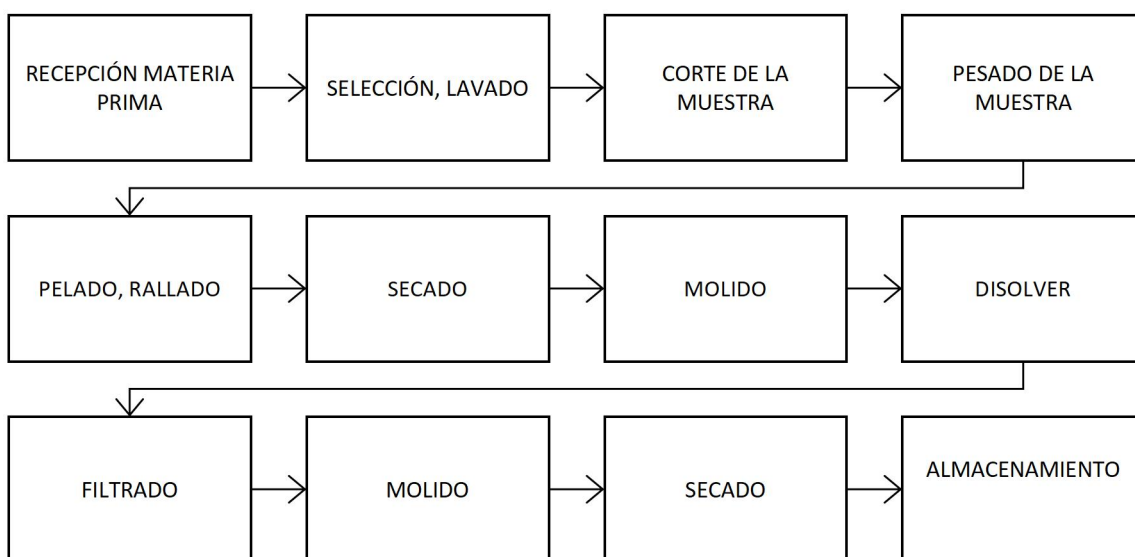 RECEPCIÓN MATERIA
PRIMA
SELECCIÓN, LAVADO
CORTE DE LA
MUESTRA
PESADO DE LA
MUESTRA
PELADO, RALLADO
SECADO
MOLIDO
DISOLVER
FILTRADO
MOLIDO
SECADO
ALMACENAMIENTO